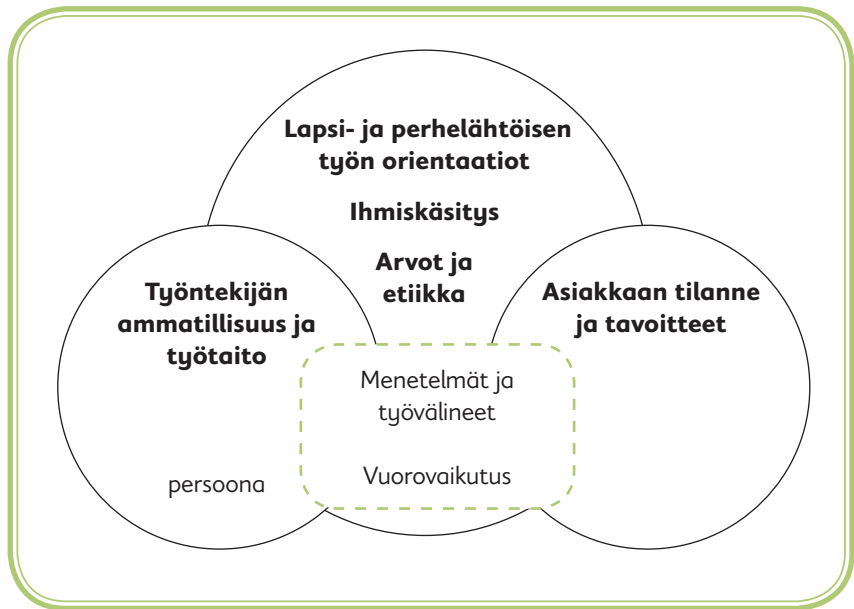 Lapsi- ja perhelähtöisen
työn orientaatiot
Ihmiskäsitys
Arvot ja
etiikka
Työntekijän
ammatillisuus ja
työtaito
persoona
Asiakkaan tilanne
ja tavoitteet
Menetelmät ja
työvälineet
Vuorovaikutus